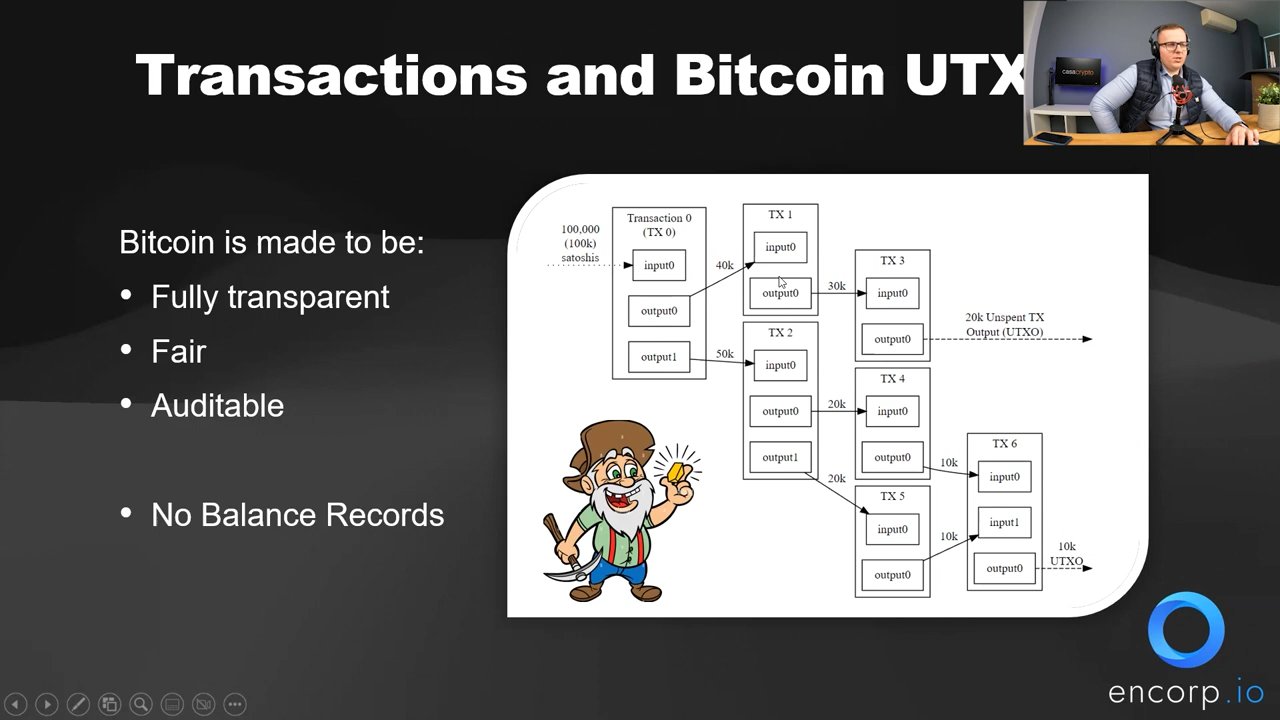 Transactions and Bitcoin UTX
casacrypto
Bitcoin is made to be:
• Fully transparent
• Fair
• Auditable
• No Balance Records
100,000
(100k)
satoshis
Transaction 0
(TX 0)
input0
output0
output1
40k
50k
TX 1
input0
output0
30k
TX 2
input0
output0
output1
20k
20k
TX 3
input0
output0
20k Unspent TX
Output (UTXO)
TX 4
input0
output0
10k
TX 5
input0
output0
10k
TX 6
input0
input1
output0
10k
UTXO
encorp.io